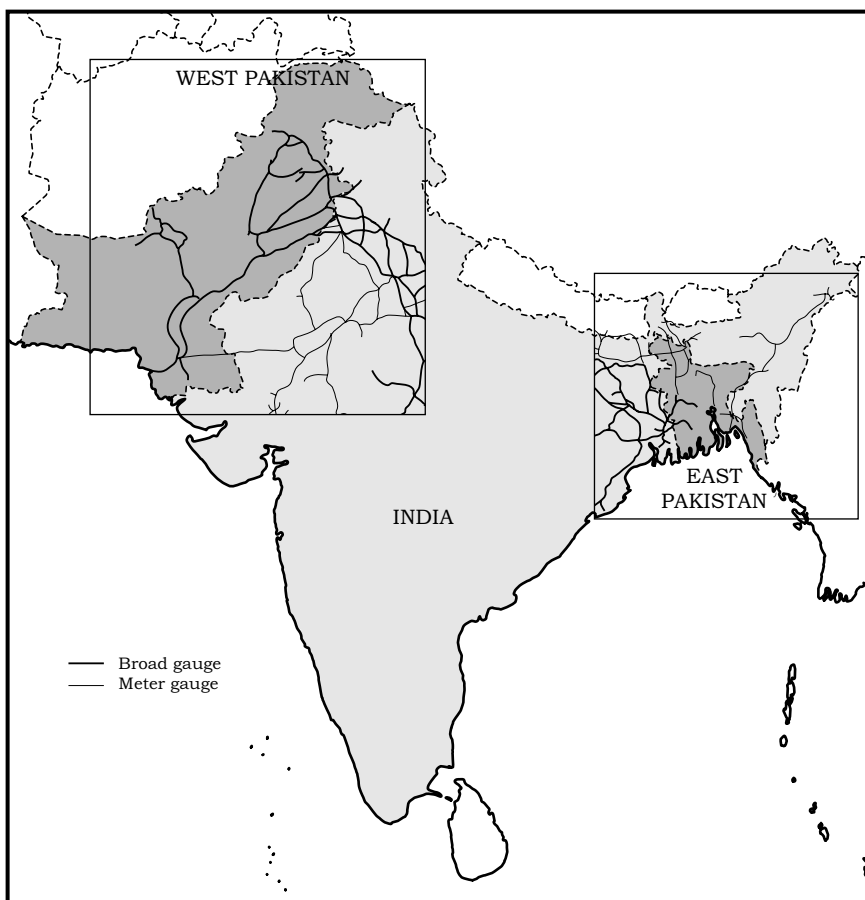 WEST PAKISTAN
EAST
PAKISTAN
INDIA
Broad gauge
Meter gauge